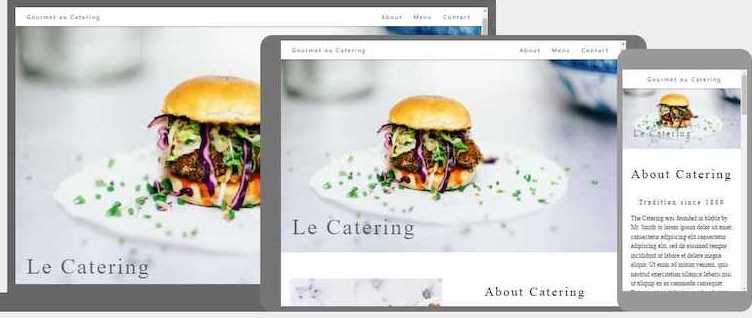 Gourmet au Catering
About Menu Contact
Le Catering
Gourmet au Catering
About Menu Contact
Le Catering
About Catering
Gourmet au Catering
Le Catering
About Catering
Tradition since 1889
The Catering was founded in blabla by
Mr. Smith in lorem ipsum dolor sit amet,
consectetur adipiscing elit consectetur
adipiscing elit, sed do eiusmod tempor
incididunt ut labore et dolore magna
aliqua. Ut enim ad minim veniam, quis
nostrud exercitation ullamco laboris nisi
ut aliquip ex ea commodo consequat.